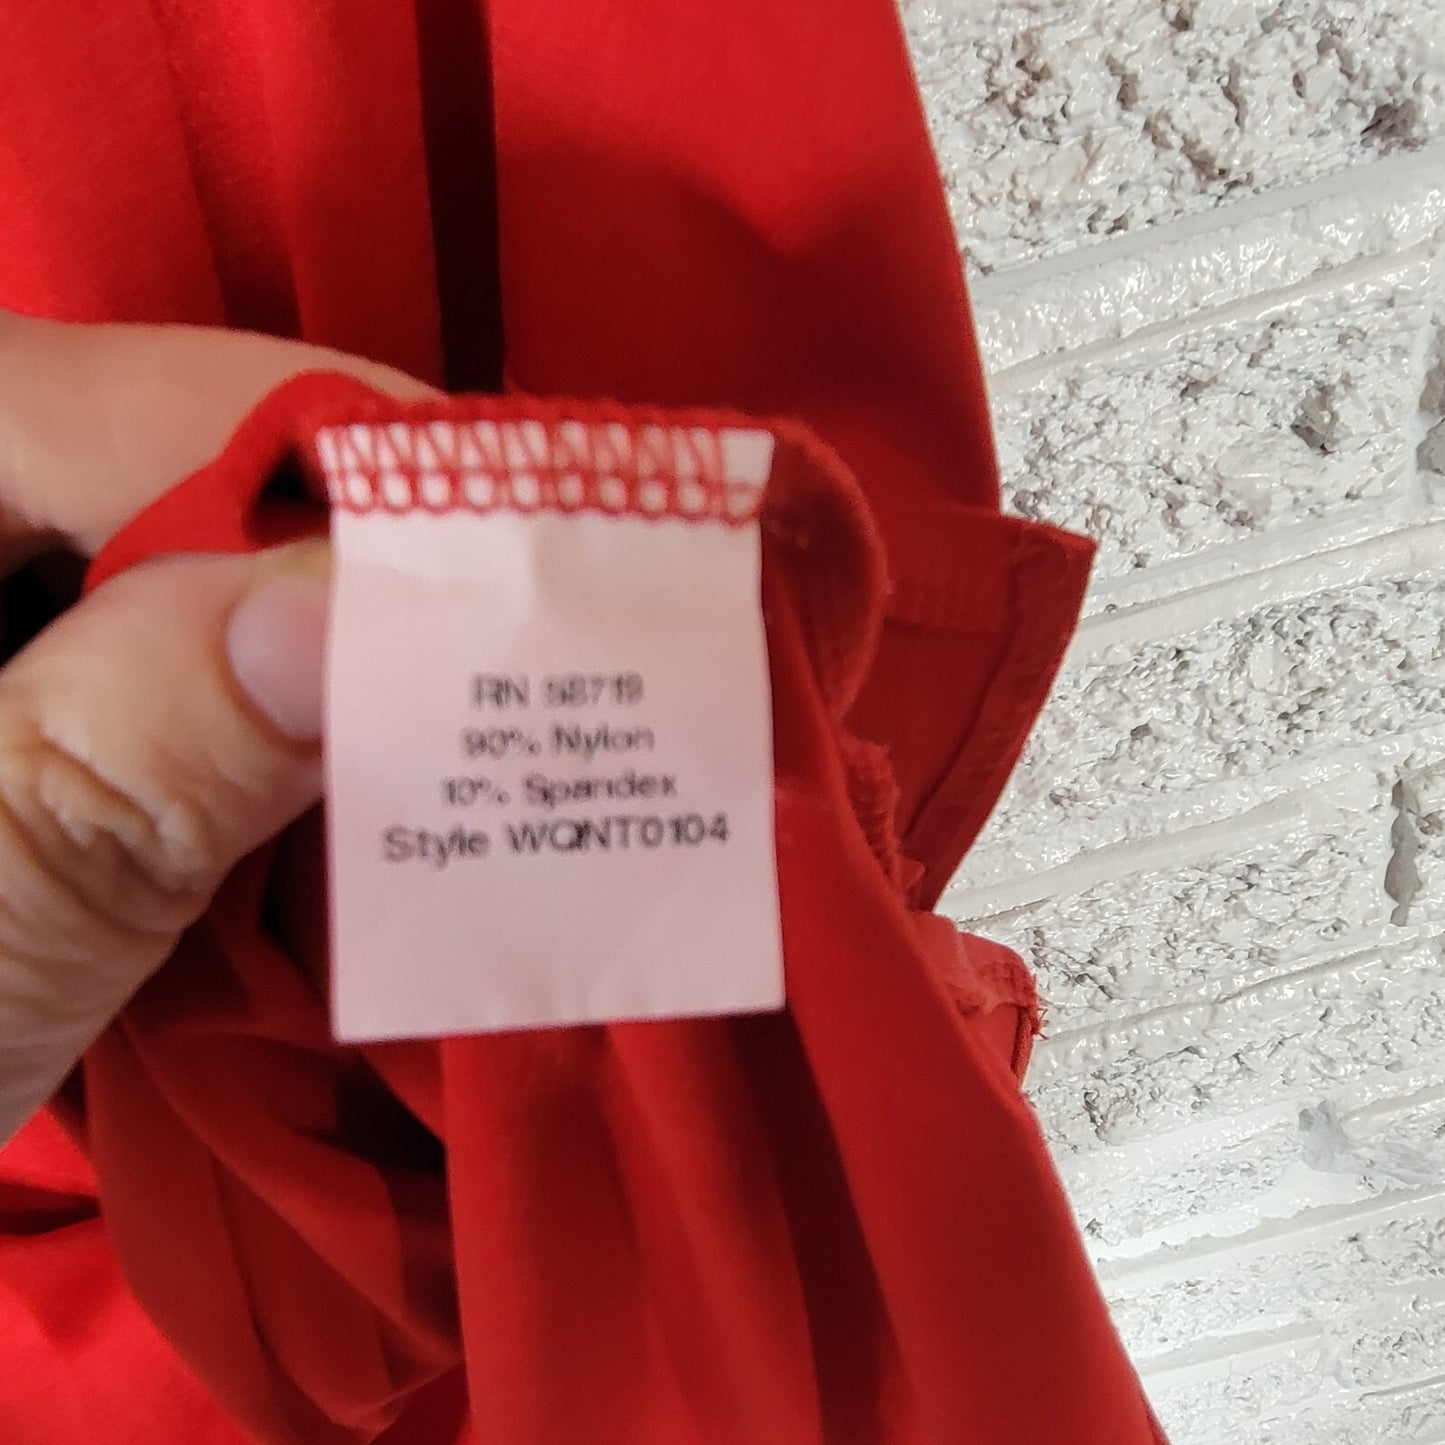 RN 58719
90% Nylon
10% Spandex
Style WQNT0104